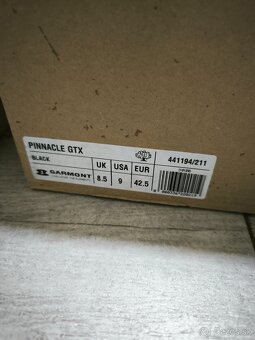 PINNACLE GTX
BLACK
GARMONT
UK USA EUR
8.5 9 42.5
441194/211